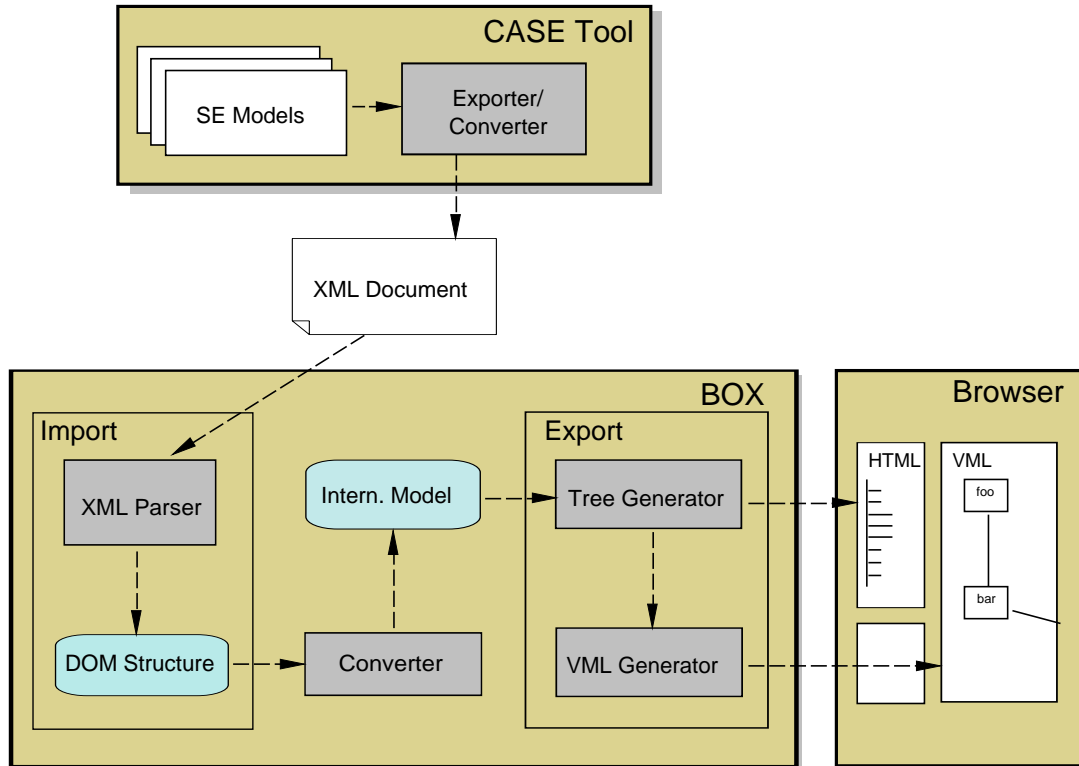 CASE Tool
SE Models
Exporter/
Converter
XML Document
BOX
Import
XML Parser
DOM Structure
Intern. Model
Converter
Export
Tree Generator
VML Generator
Browser
HTML
VML
foo
bar